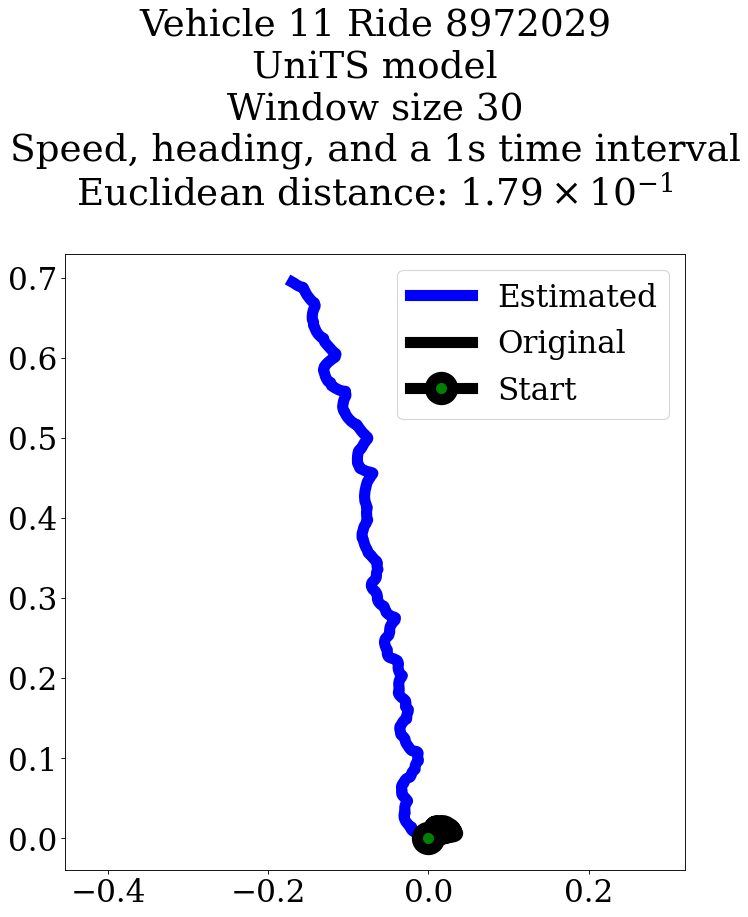 Vehicle 11 Ride 8972029
UniTS model
Window size 30
Speed, heading, and a 1s time interval
Euclidean distance: 1.79 × 10⁻¹
Estimated
Original
Start
0.7
0.6
0.5
0.4
0.3
0.2
0.1
0.0
−0.4
−0.2
0.0
0.2